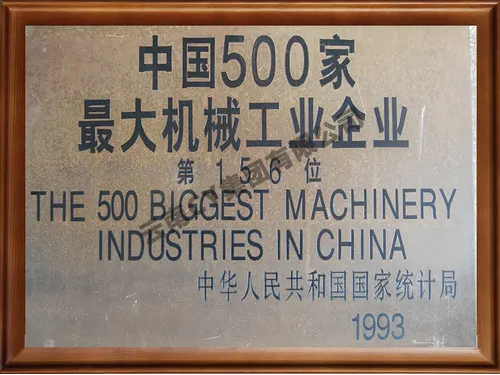 中国500家
最大机械工业企业
第156位
THE 500 BIGGEST MACHINERY
INDUSTRIES IN CHINA
中华人民共和国国家统计局
1993